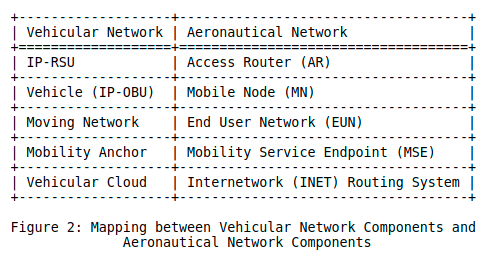 Vehicular Network Aeronautical Network
IP-RSU Access Router (AR)
Vehicle (IP-OBU) Mobile Node (MN)
Moving Network End User Network (EUN)
Mobility Anchor Mobility Service Endpoint (MSE)
Vehicular Cloud Internetwork (INET) Routing System
Figure 2: Mapping between Vehicular Network Components and
Aeronautical Network Components